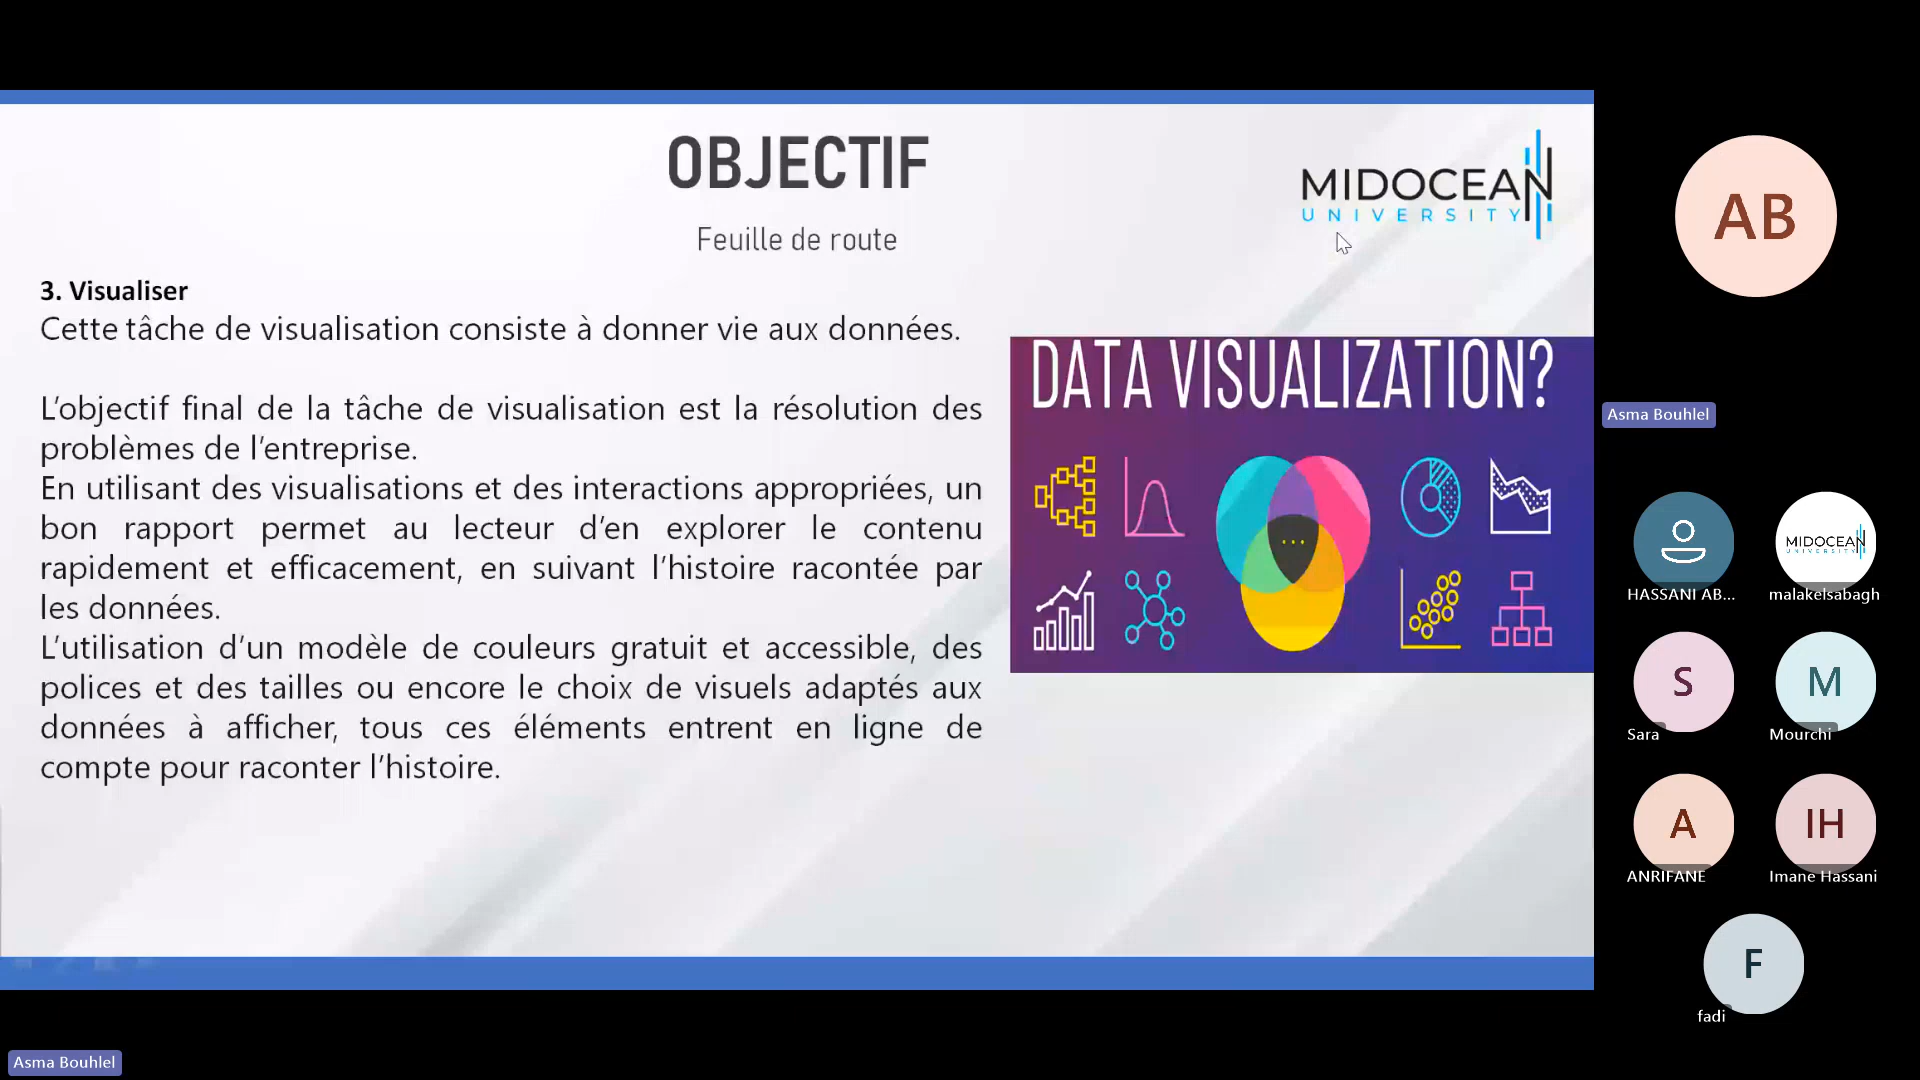 OBJECTIF
MIDOCEAN
UNIVERSITY
Feuille de route
3. Visualiser
Cette tâche de visualisation consiste à donner vie aux données.
L’objectif final de la tâche de visualisation est la résolution des
problèmes de l’entreprise.
En utilisant des visualisations et des interactions appropriées, un
bon rapport permet au lecteur d’en explorer le contenu
rapidement et efficacement, en suivant l’histoire racontée par
les données.
L’utilisation d’un modèle de couleurs gratuit et accessible, des
polices et des tailles ou encore le choix de visuels adaptés aux
données à afficher, tous ces éléments entrent en ligne de
compte pour raconter l’histoire.
DATA VISUALIZATION?
AB
Asma Bouhlel
HASSANI AB...
MIDOCEAN
UNIVERSITY
malakelsabagh
S
Sara
M
Mourchi
A
ANRIFANE
IH
Imane Hassani
F
fadi
Asma Bouhlel